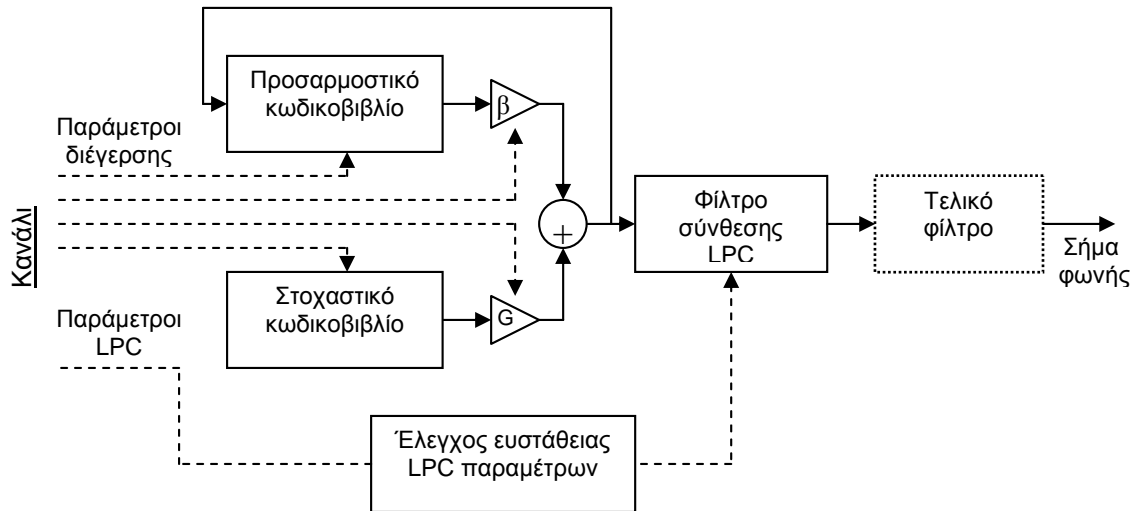 Προσαρμοστικό
κωδικοβιβλίο
β
Παράμετροι
διέγερσης
Κανάλι
+
Φίλτρο
σύνθεσης
LPC
Τελικό
φίλτρο
Σήμα
φωνής
Στοχαστικό
κωδικοβιβλίο
G
Παράμετροι
LPC
Έλεγχος ευστάθειας
LPC παραμέτρων